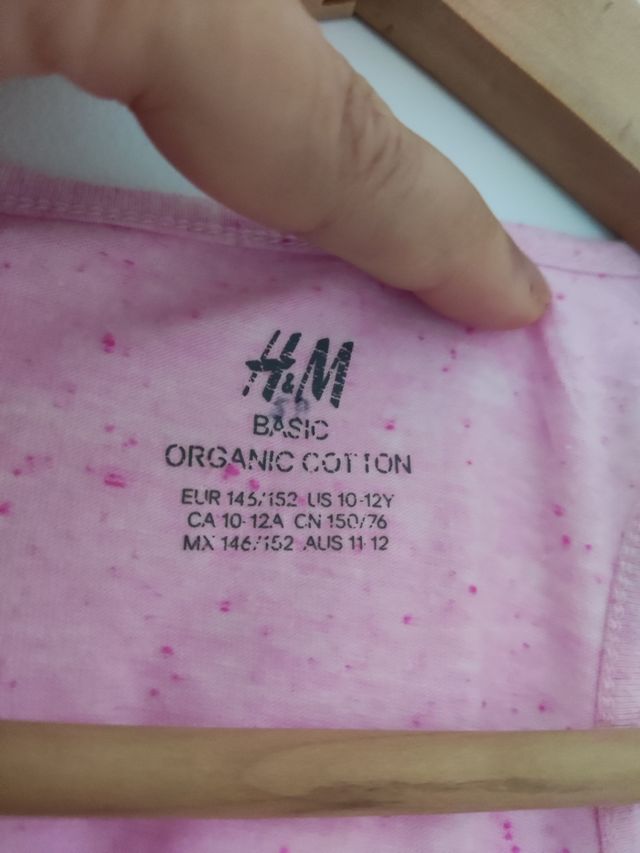 H&M
BASIC
ORGANIC COTTON
EUR 146/152 US 10-12Y
CA 10-12A CN 150/76
MX 146/152 AUS 11-12